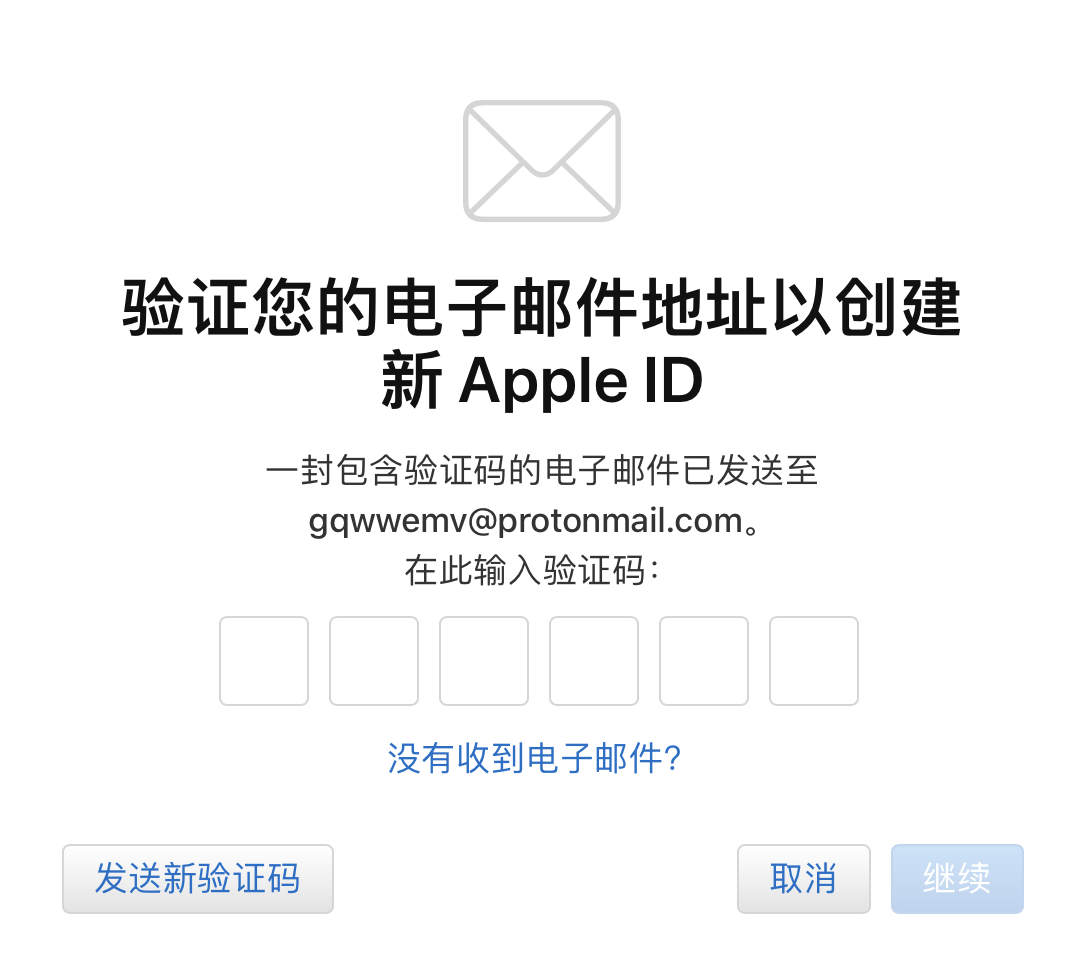 验证您的电子邮件地址以创建
新 Apple ID
一封包含验证码的电子邮件已发送至
gqwwemv@protonmail.com。
在此输入验证码：
没有收到电子邮件？
发送新验证码
取消
继续